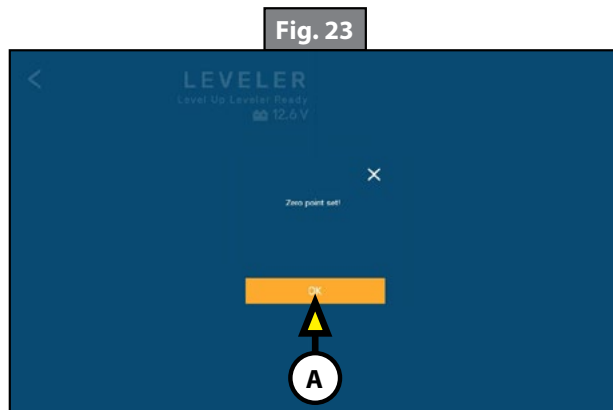 Fig. 23
<
LEVELER
Level Up Leveler Ready
12.6 V
×
Zero point set!
OK
A